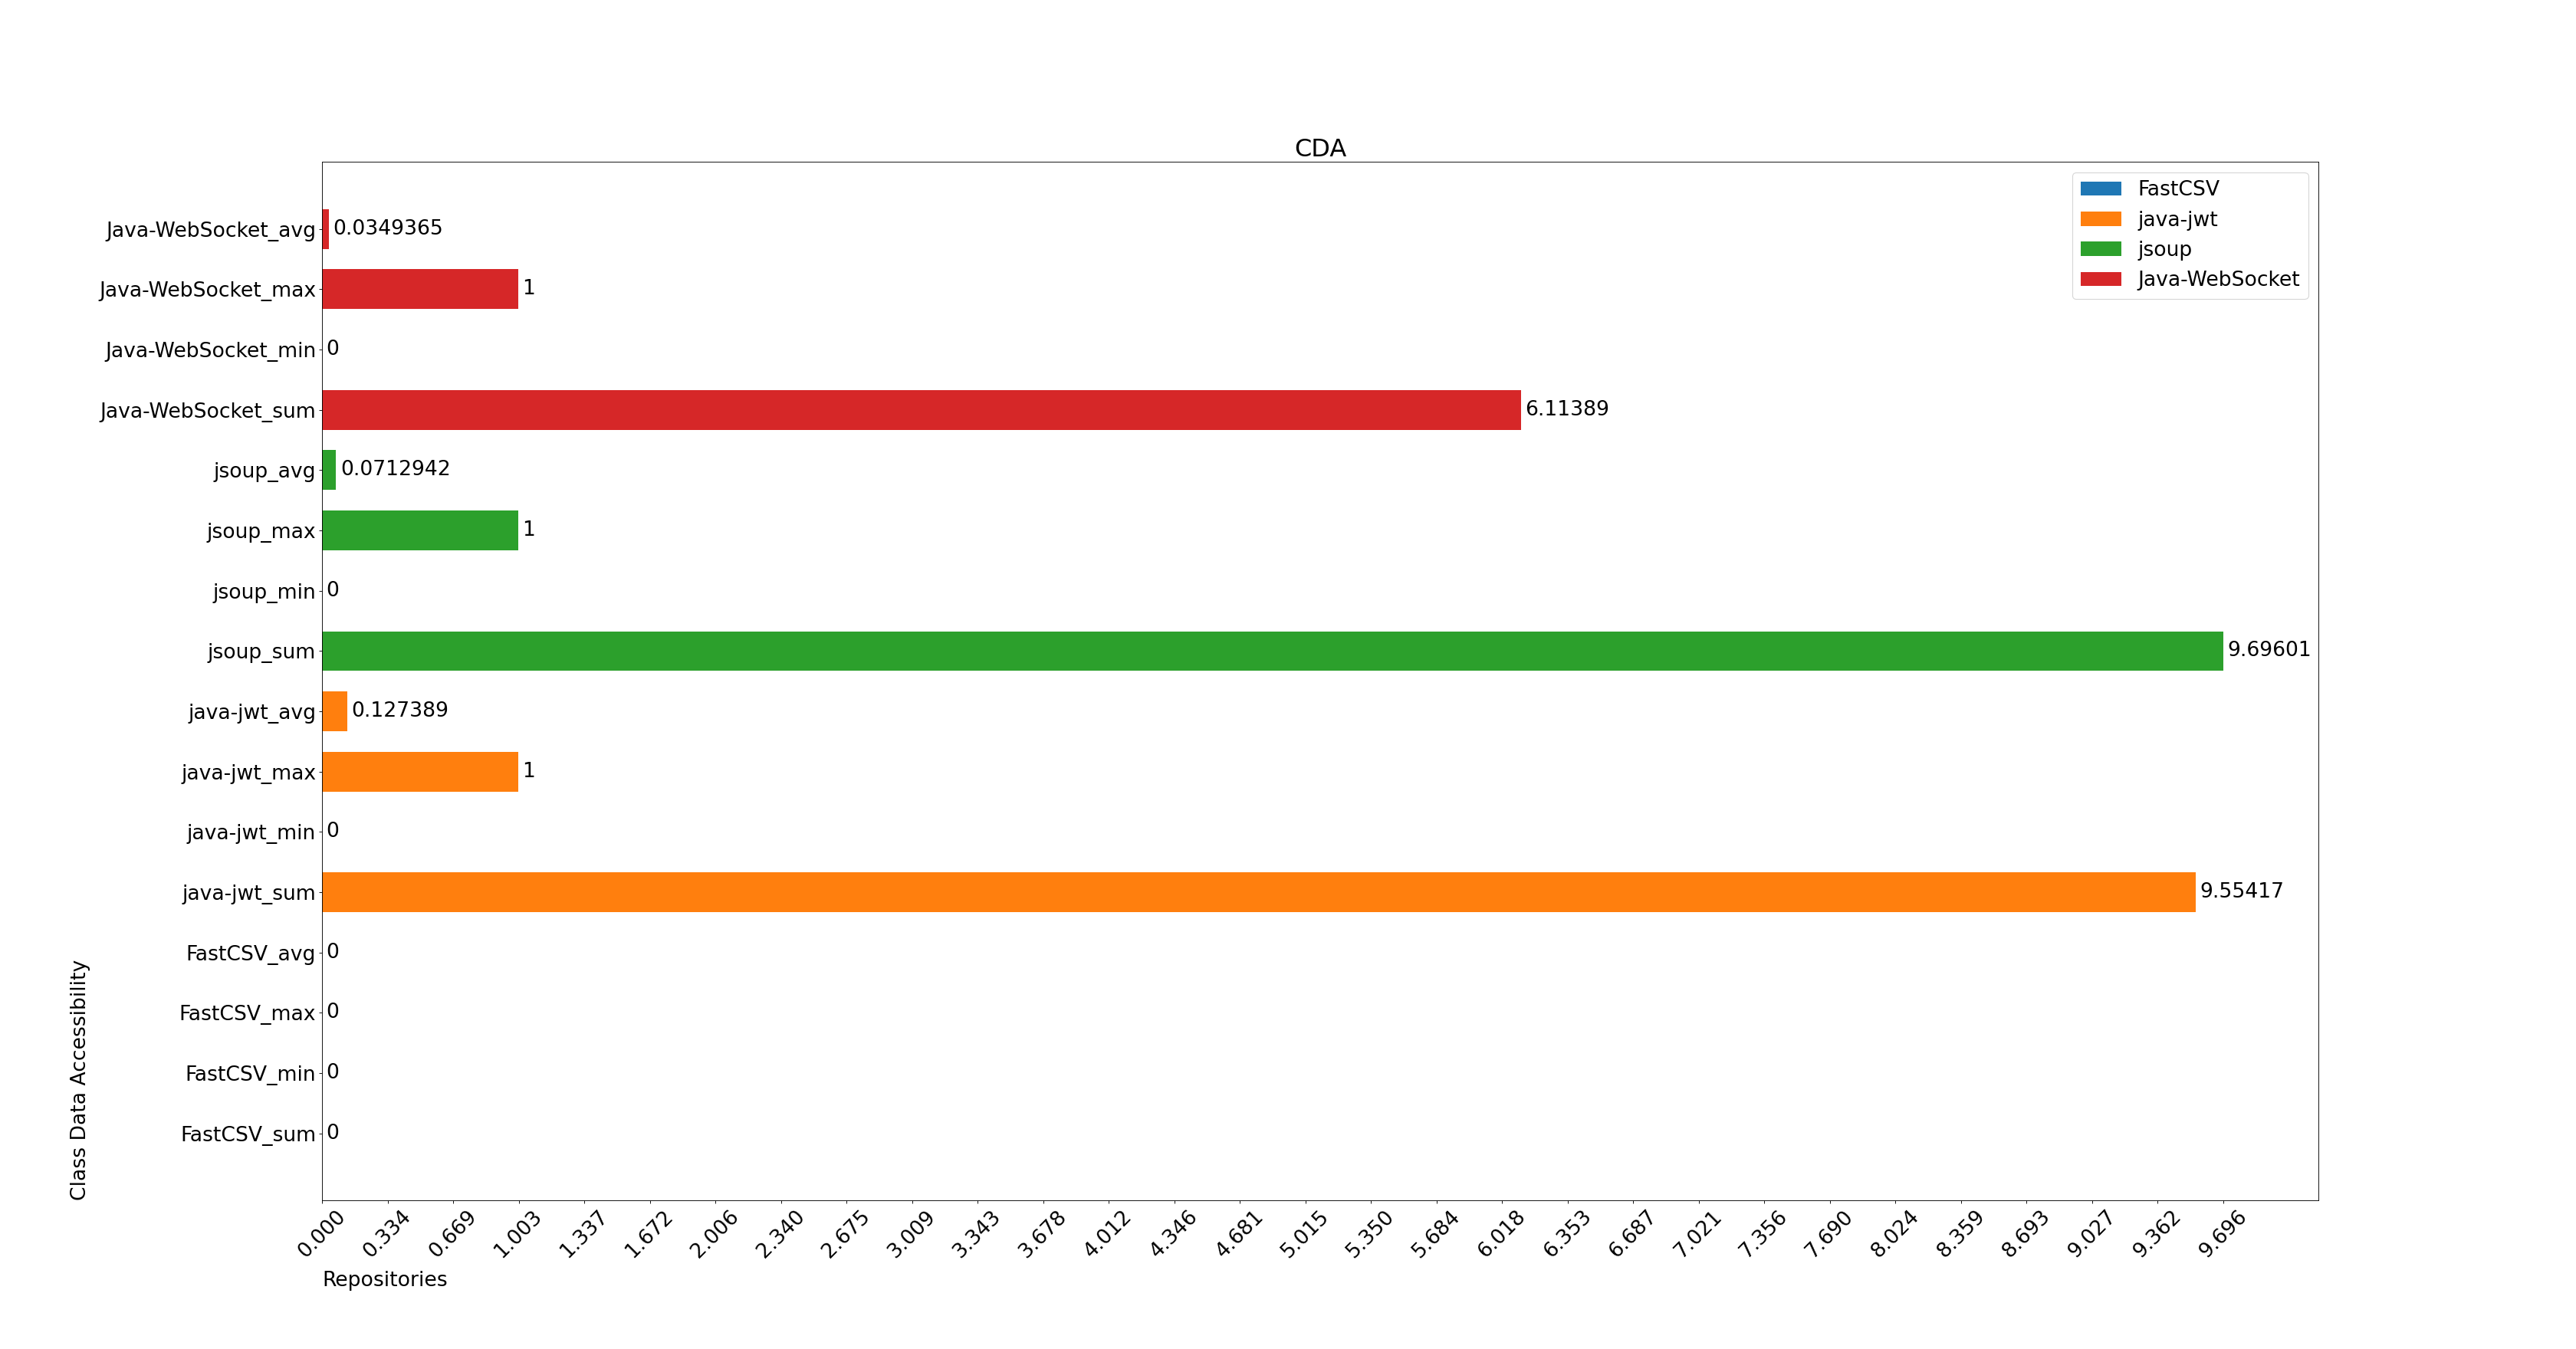 CDA
FastCSV
java-jwt
jsoup
Java-WebSocket
Java-WebSocket_avg 0.0349365
Java-WebSocket_max 1
Java-WebSocket_min 0
Java-WebSocket_sum 6.11389
jsoup_avg 0.0712942
jsoup_max 1
jsoup_min 0
jsoup_sum 9.69601
java-jwt_avg 0.127389
java-jwt_max 1
java-jwt_min 0
java-jwt_sum 9.55417
FastCSV_avg 0
FastCSV_max 0
FastCSV_min 0
FastCSV_sum 0
Class Data Accessibility
0.000 0.334 0.669 1.003 1.337 1.672 2.006 2.340 2.675 3.009 3.343 3.678 4.012 4.346 4.681 5.015 5.350 5.684 6.018 6.353 6.687 7.021 7.356 7.690 8.024 8.359 8.693 9.027 9.362 9.696
Repositories